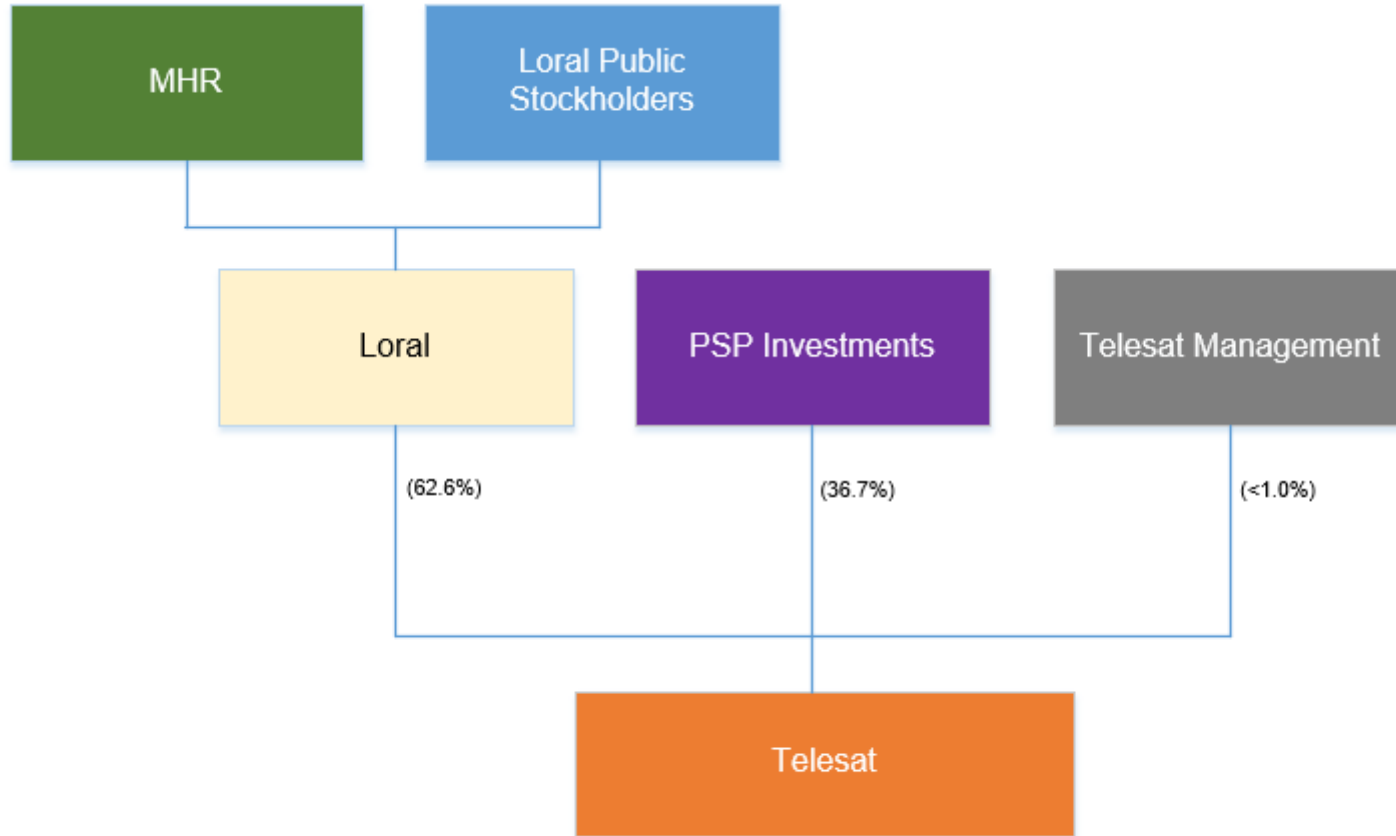 MHR
Loral Public
Stockholders
Loral
PSP Investments
Telesat Management
(62.6%)
(36.7%)
(<1.0%)
Telesat